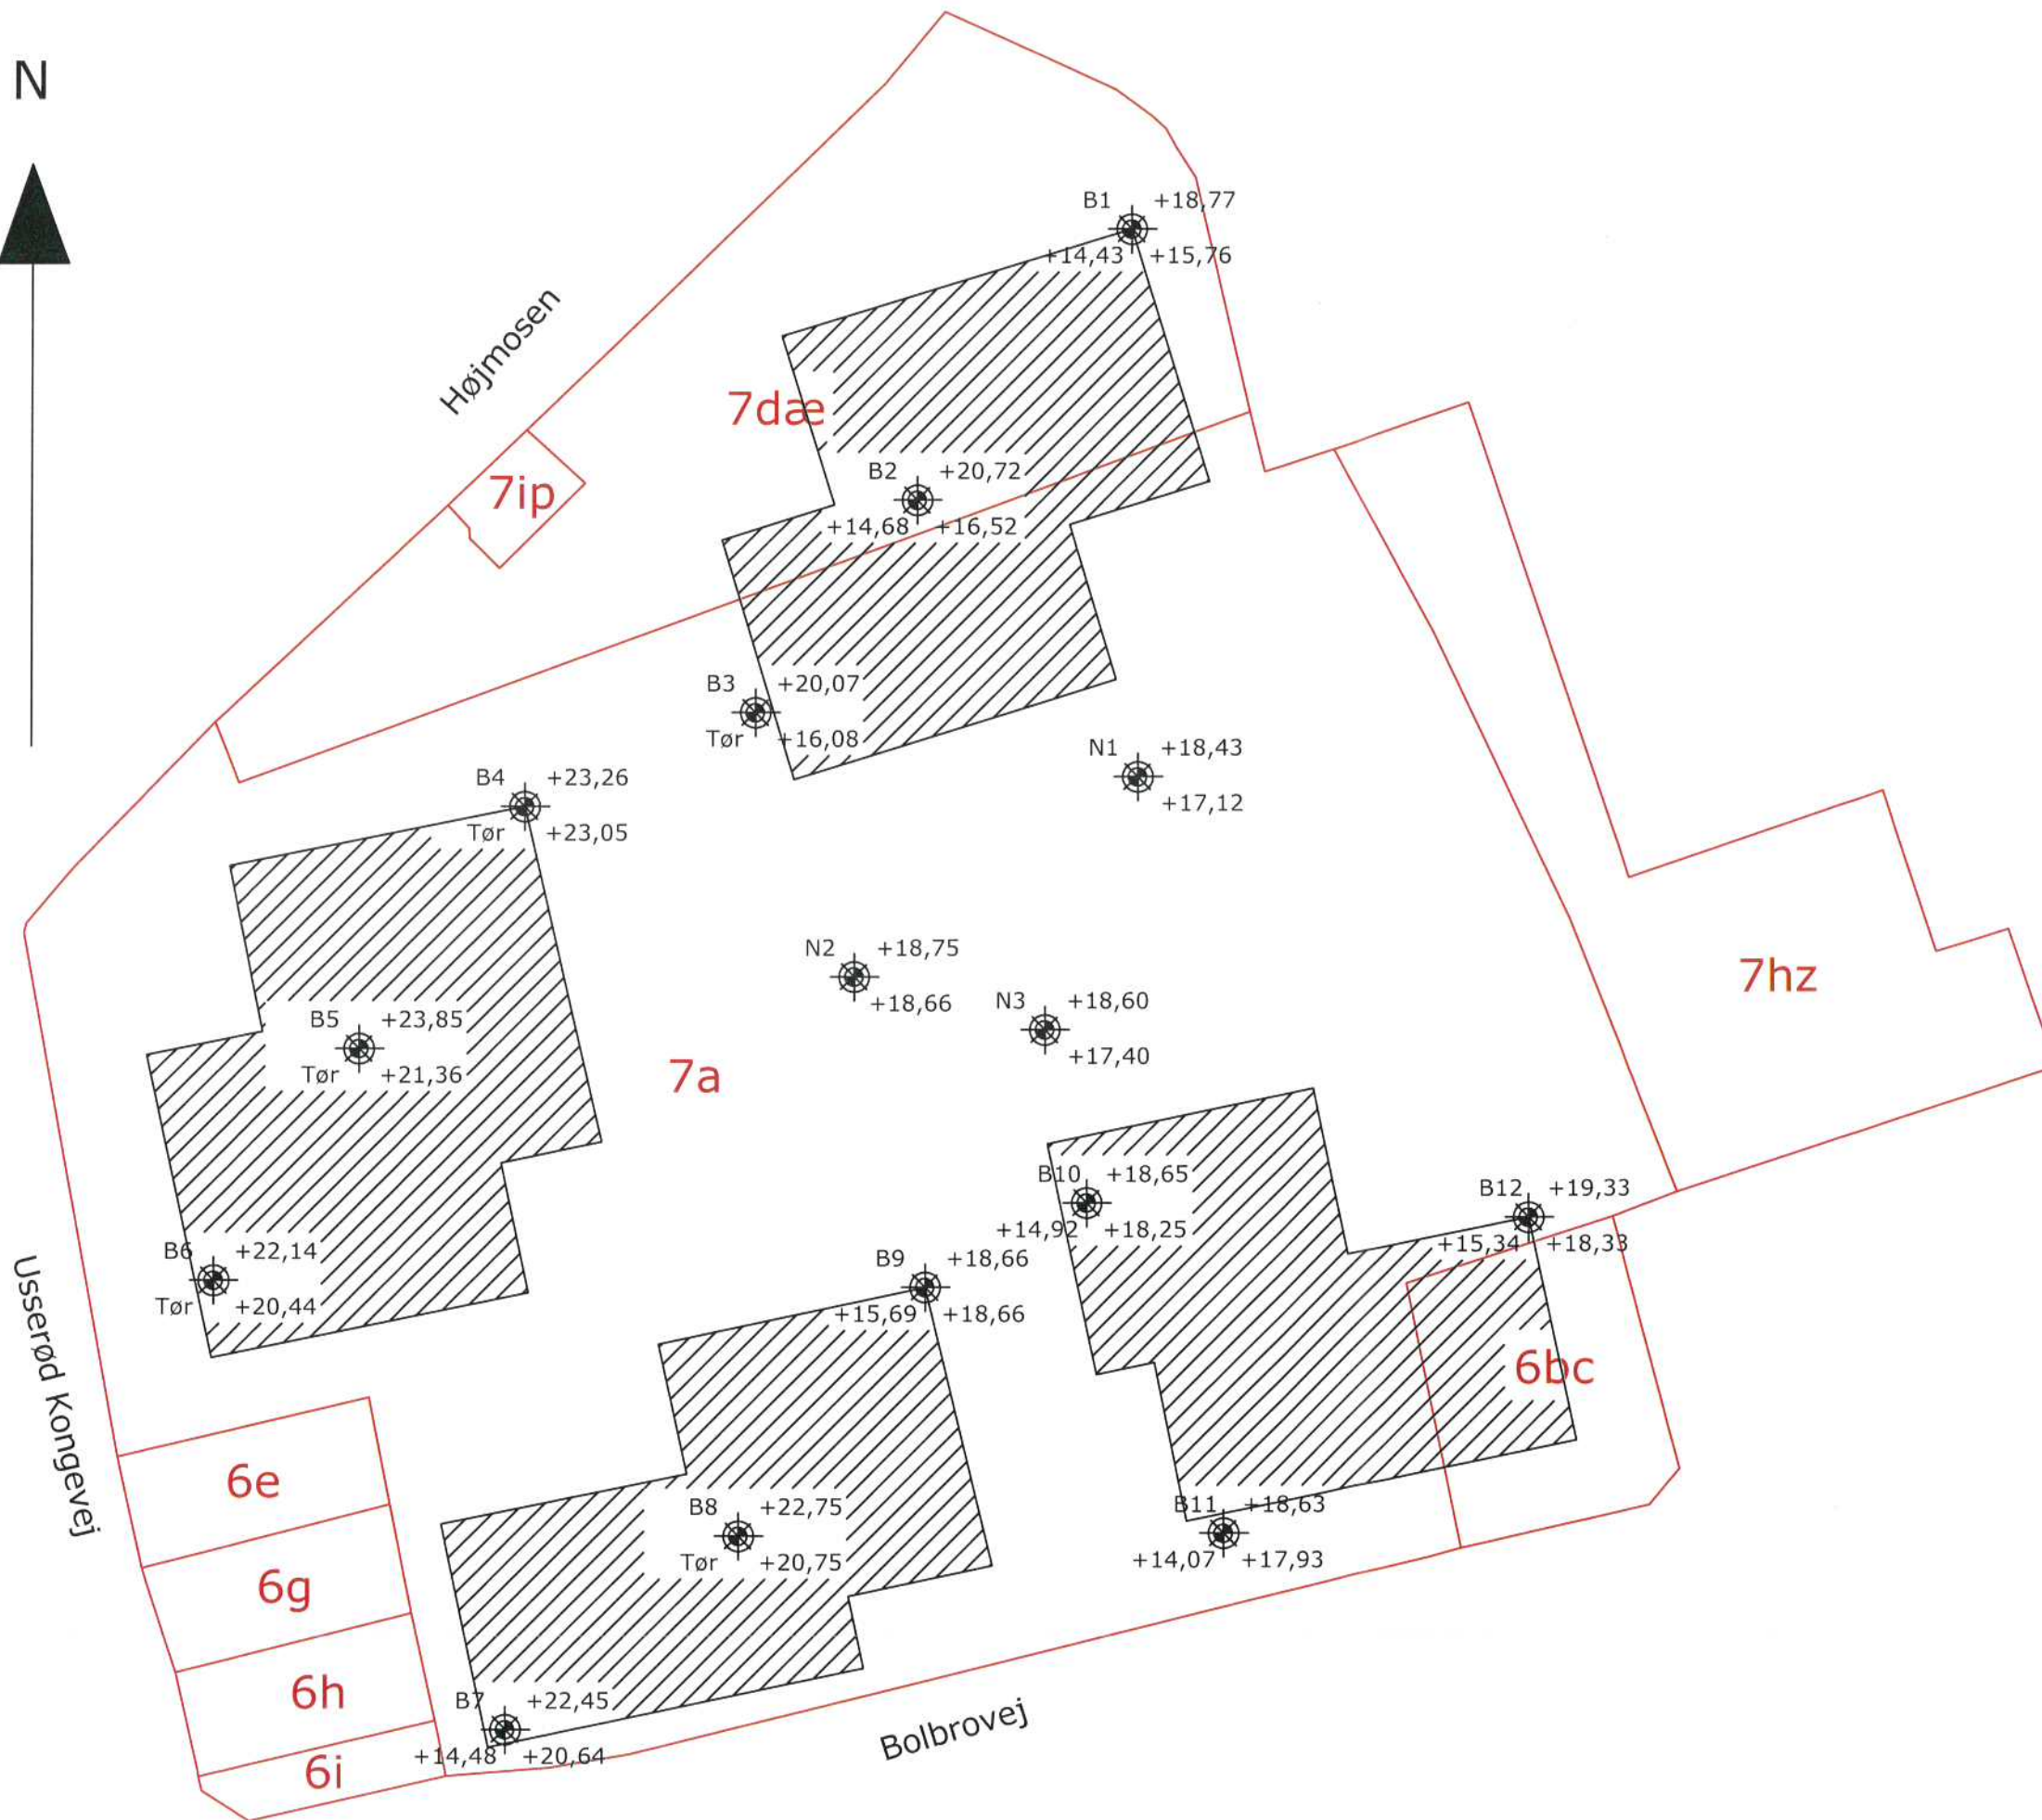 N
B1 +18,77
+14,43 +15,76
Højmosen
7dæ
7ip
B2 +20,72
+14,68 +16,52
B3 +20,07
Tør +16,08
N1 +18,43
+17,12
B4 +23,26
Tør +23,05
N2 +18,75
+18,66
N3 +18,60
+17,40
7hz
B5 +23,85
Tør +21,36
7a
B10 +18,65
+14,92 +18,25
B12 +19,33
+15,34 +18,33
B6 +22,14
Tør +20,44
B9 +18,66
+15,69 +18,66
6bc
Usserød Kongevej
6e
B8 +22,75
Tør +20,75
B11 +18,63
+14,07 +17,93
6g
6h
B7 +22,45
+14,48 +20,64
Bolbrovej
6i